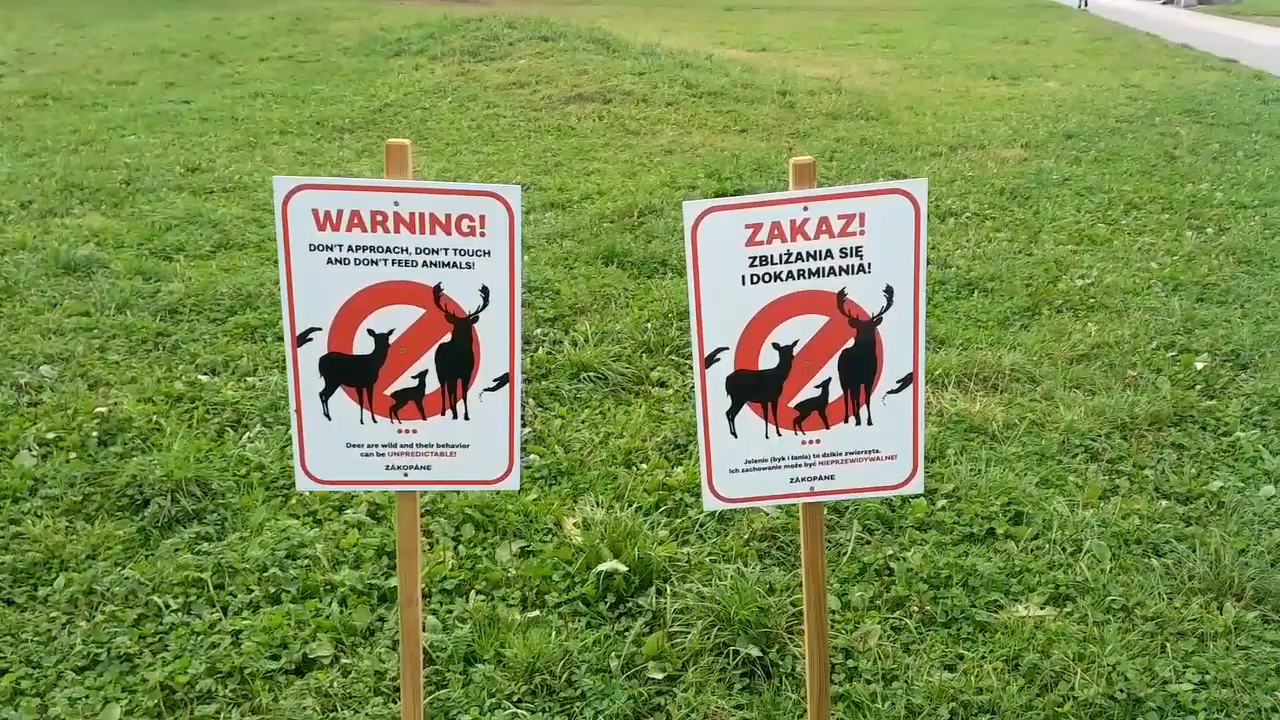 WARNING!
DON'T APPROACH, DON'T TOUCH
AND DON'T FEED ANIMALS!
Deer are wild and their behavior
can be UNPREDICTABLE!
ZAKOPANE
ZAKAZ!
ZBLIŻANIA SIĘ
I DOKARMIANIA!
Jelenie (byk i łania) to dzikie zwierzęta.
Ich zachowanie może być NIEPRZEWIDYWALNE!
ZAKOPANE